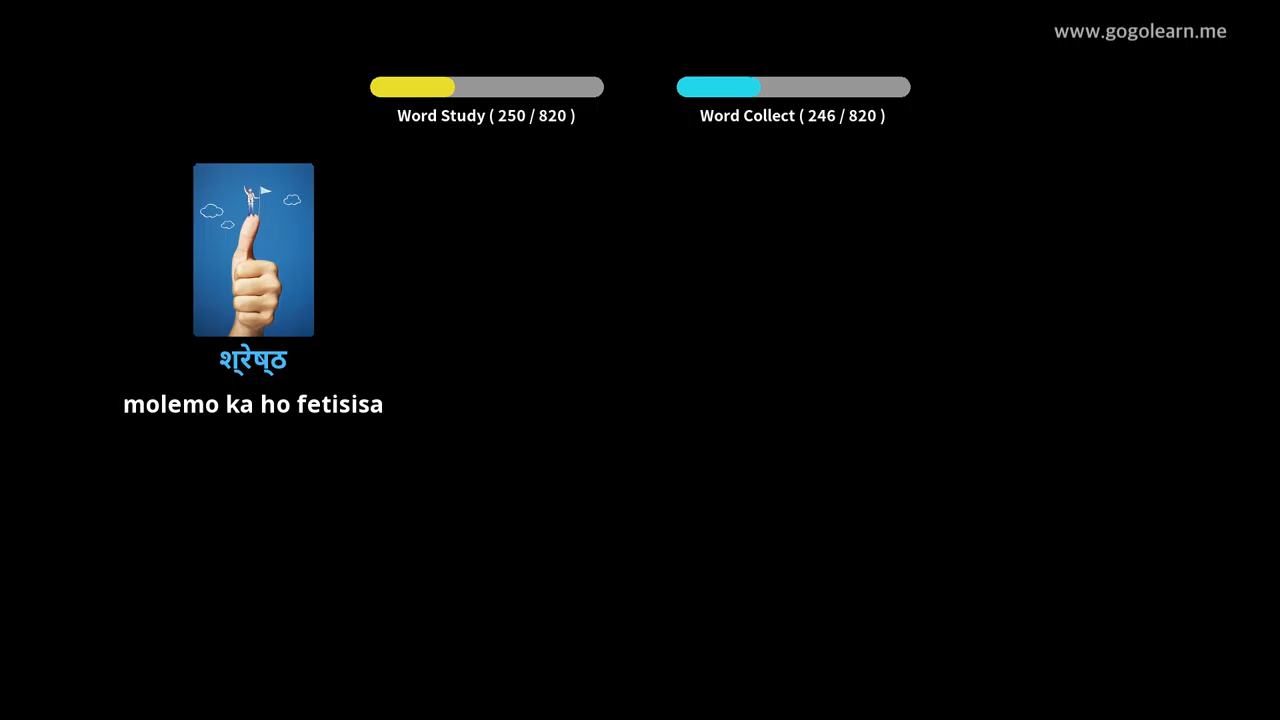 www.gogolearn.me
Word Study ( 250 / 820 )
Word Collect ( 246 / 820 )
श्रेष्ठ
molemo ka ho fetisisa